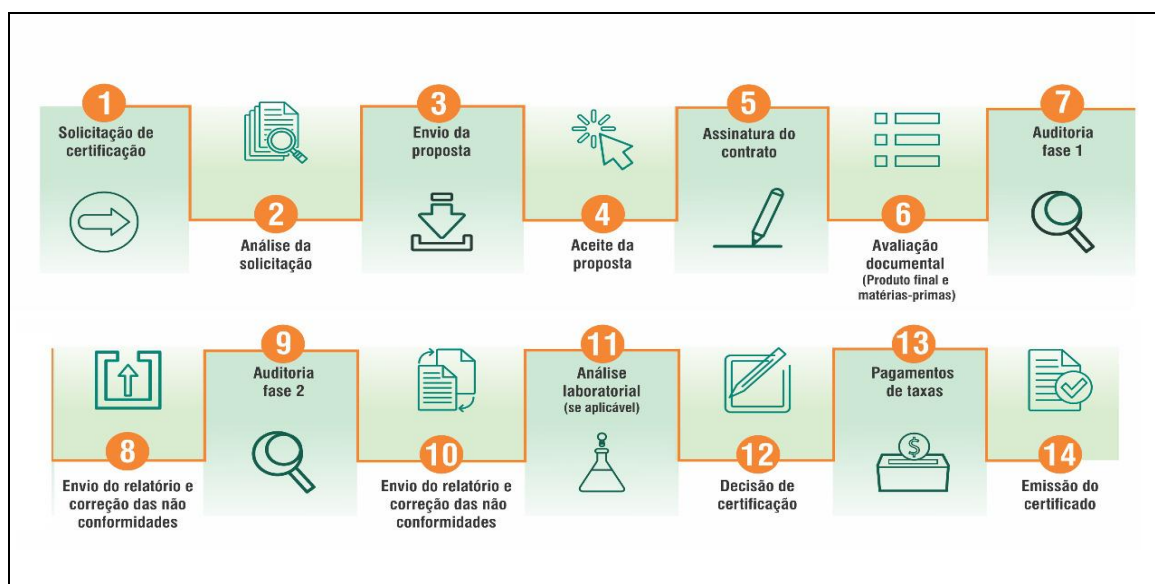 1
Solicitação de
certificação
2
Análise da
solicitação
3
Envio da
proposta
4
Aceite da
proposta
5
Assinatura do
contrato
6
Avaliação
documental
(Produto final e
matérias-primas)
7
Auditoria
fase 1
8
Envio do relatório e
correção das não
conformidades
9
Auditoria
fase 2
10
Envio do relatório e
correção das não
conformidades
11
Análise
laboratorial
(se aplicável)
12
Decisão de
certificação
13
Pagamentos
de taxas
$
14
Emissão do
certificado